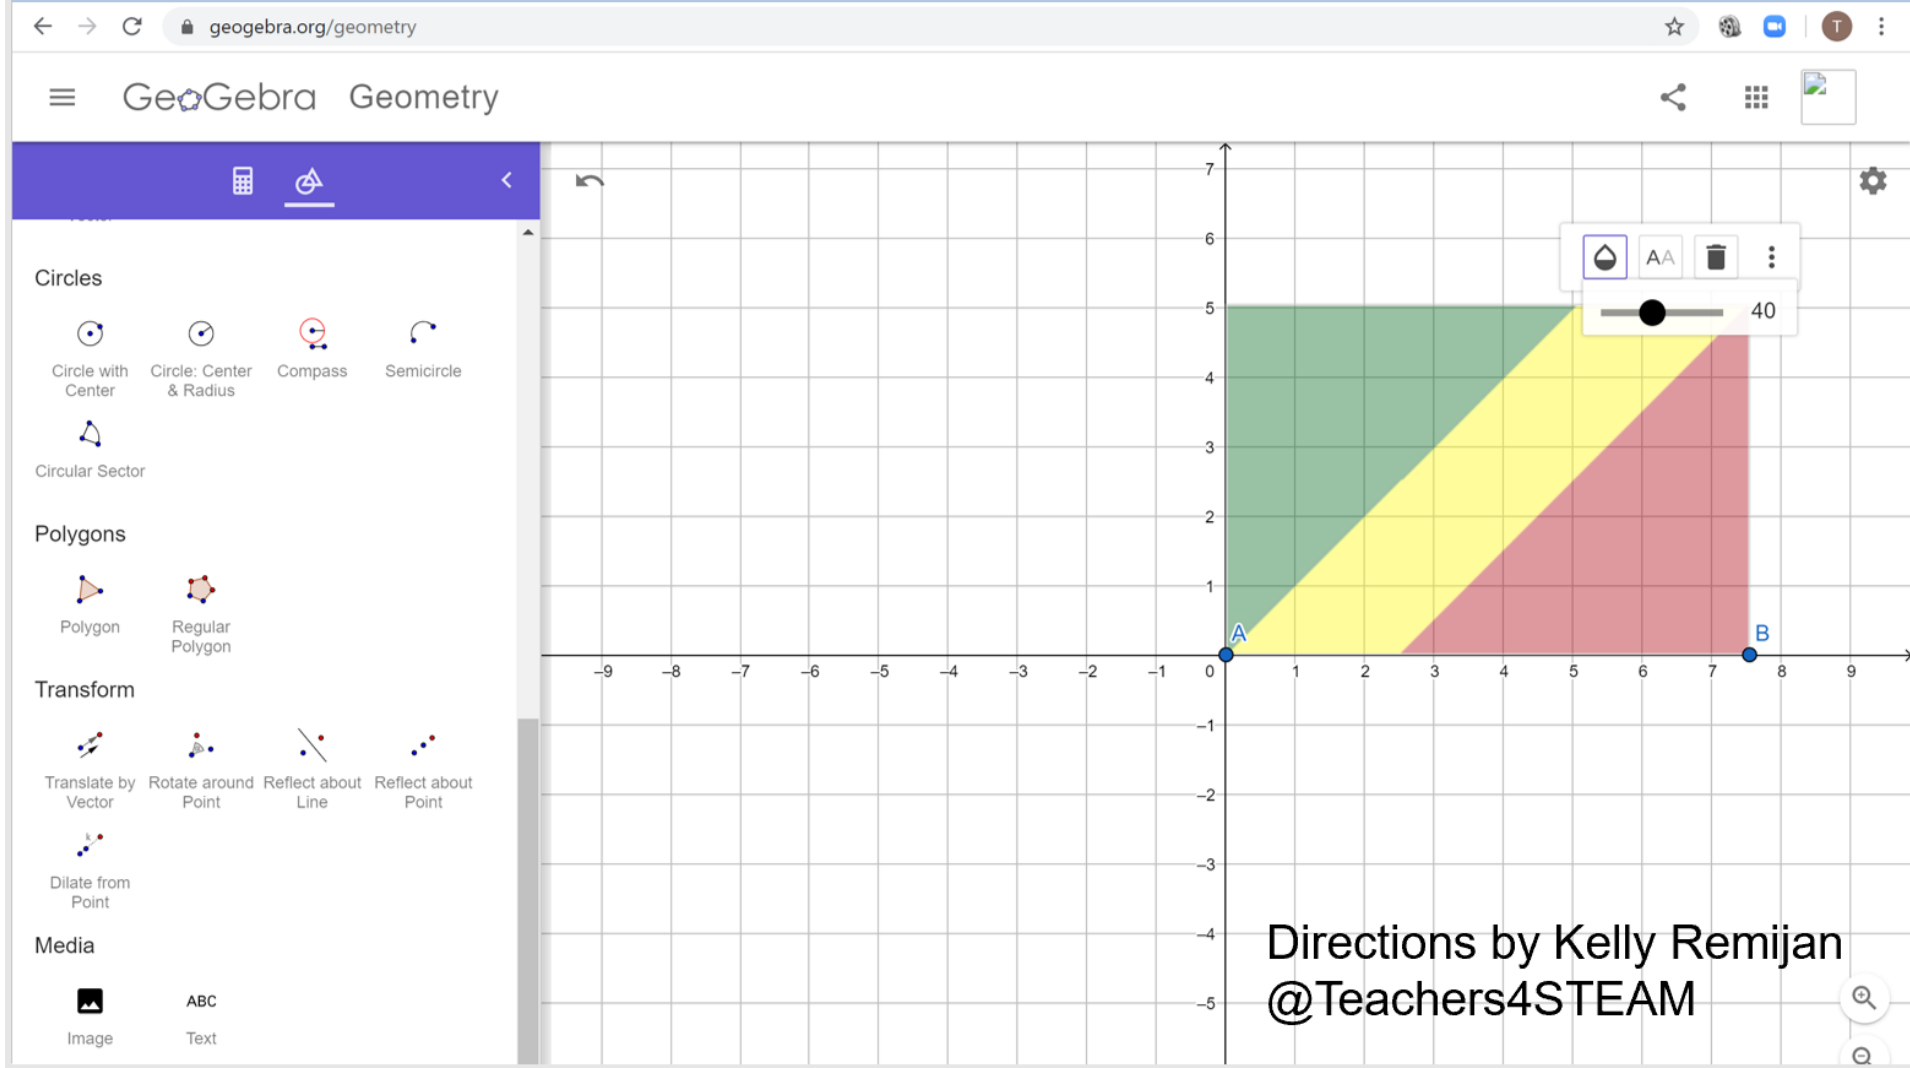 geogebra.org/geometry
T
GeoGebra Geometry
Circles
Circle with Center
Circle: Center & Radius
Compass
Semicircle
Circular Sector
Polygons
Polygon
Regular Polygon
Transform
Translate by Vector
Rotate around Point
Reflect about Line
Reflect about Point
k
Dilate from Point
Media
Image
ABC
Text
AA
40
7
6
5
4
3
2
1
A
B
–9 –8 –7 –6 –5 –4 –3 –2 –1 0 1 2 3 4 5 6 7 8 9
–1
–2
–3
–4
–5
Directions by Kelly Remijan
@Teachers4STEAM